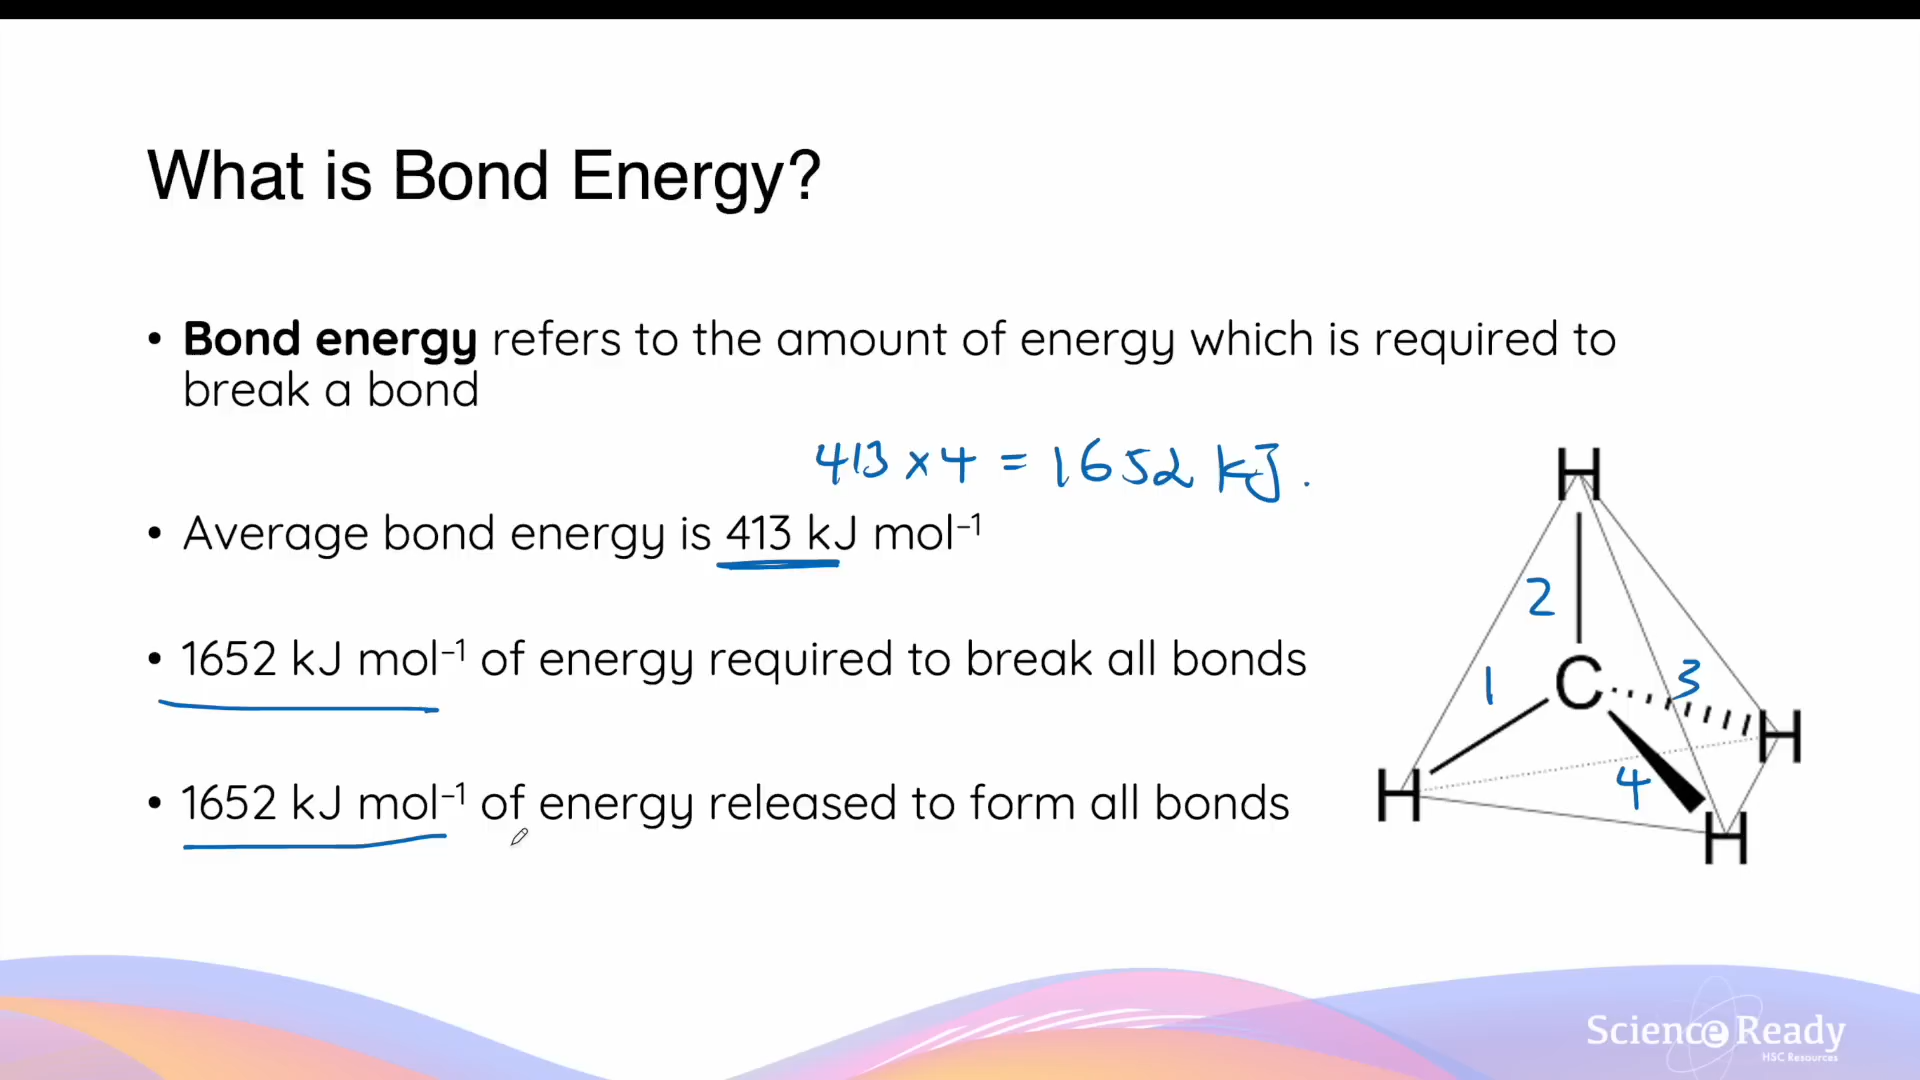 What is Bond Energy?
• Bond energy refers to the amount of energy which is required to
break a bond
413 × 4 = 1652 kJ.
• Average bond energy is 413 kJ mol⁻¹
• 1652 kJ mol⁻¹ of energy required to break all bonds
• 1652 kJ mol⁻¹ of energy released to form all bonds
H
2
1 C 3
H
H 4
H
Science Ready
HSC Resources